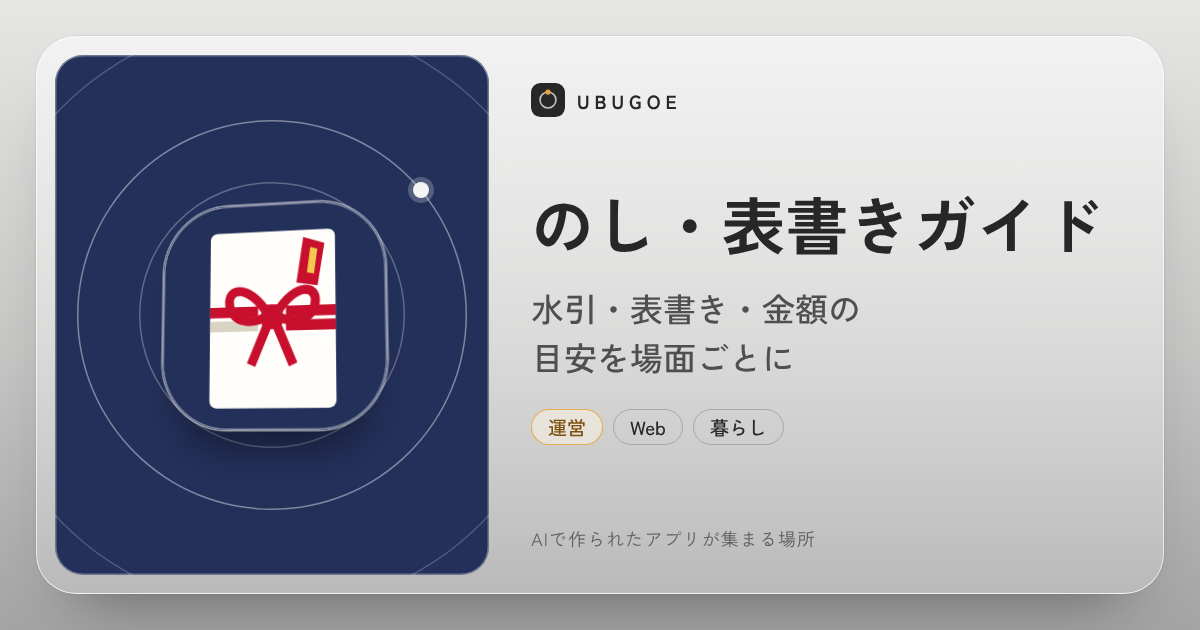 UBUGOE
のし・表書きガイド
水引・表書き・金額の
目安を場面ごとに
運営 Web 暮らし
AIで作られたアプリが集まる場所